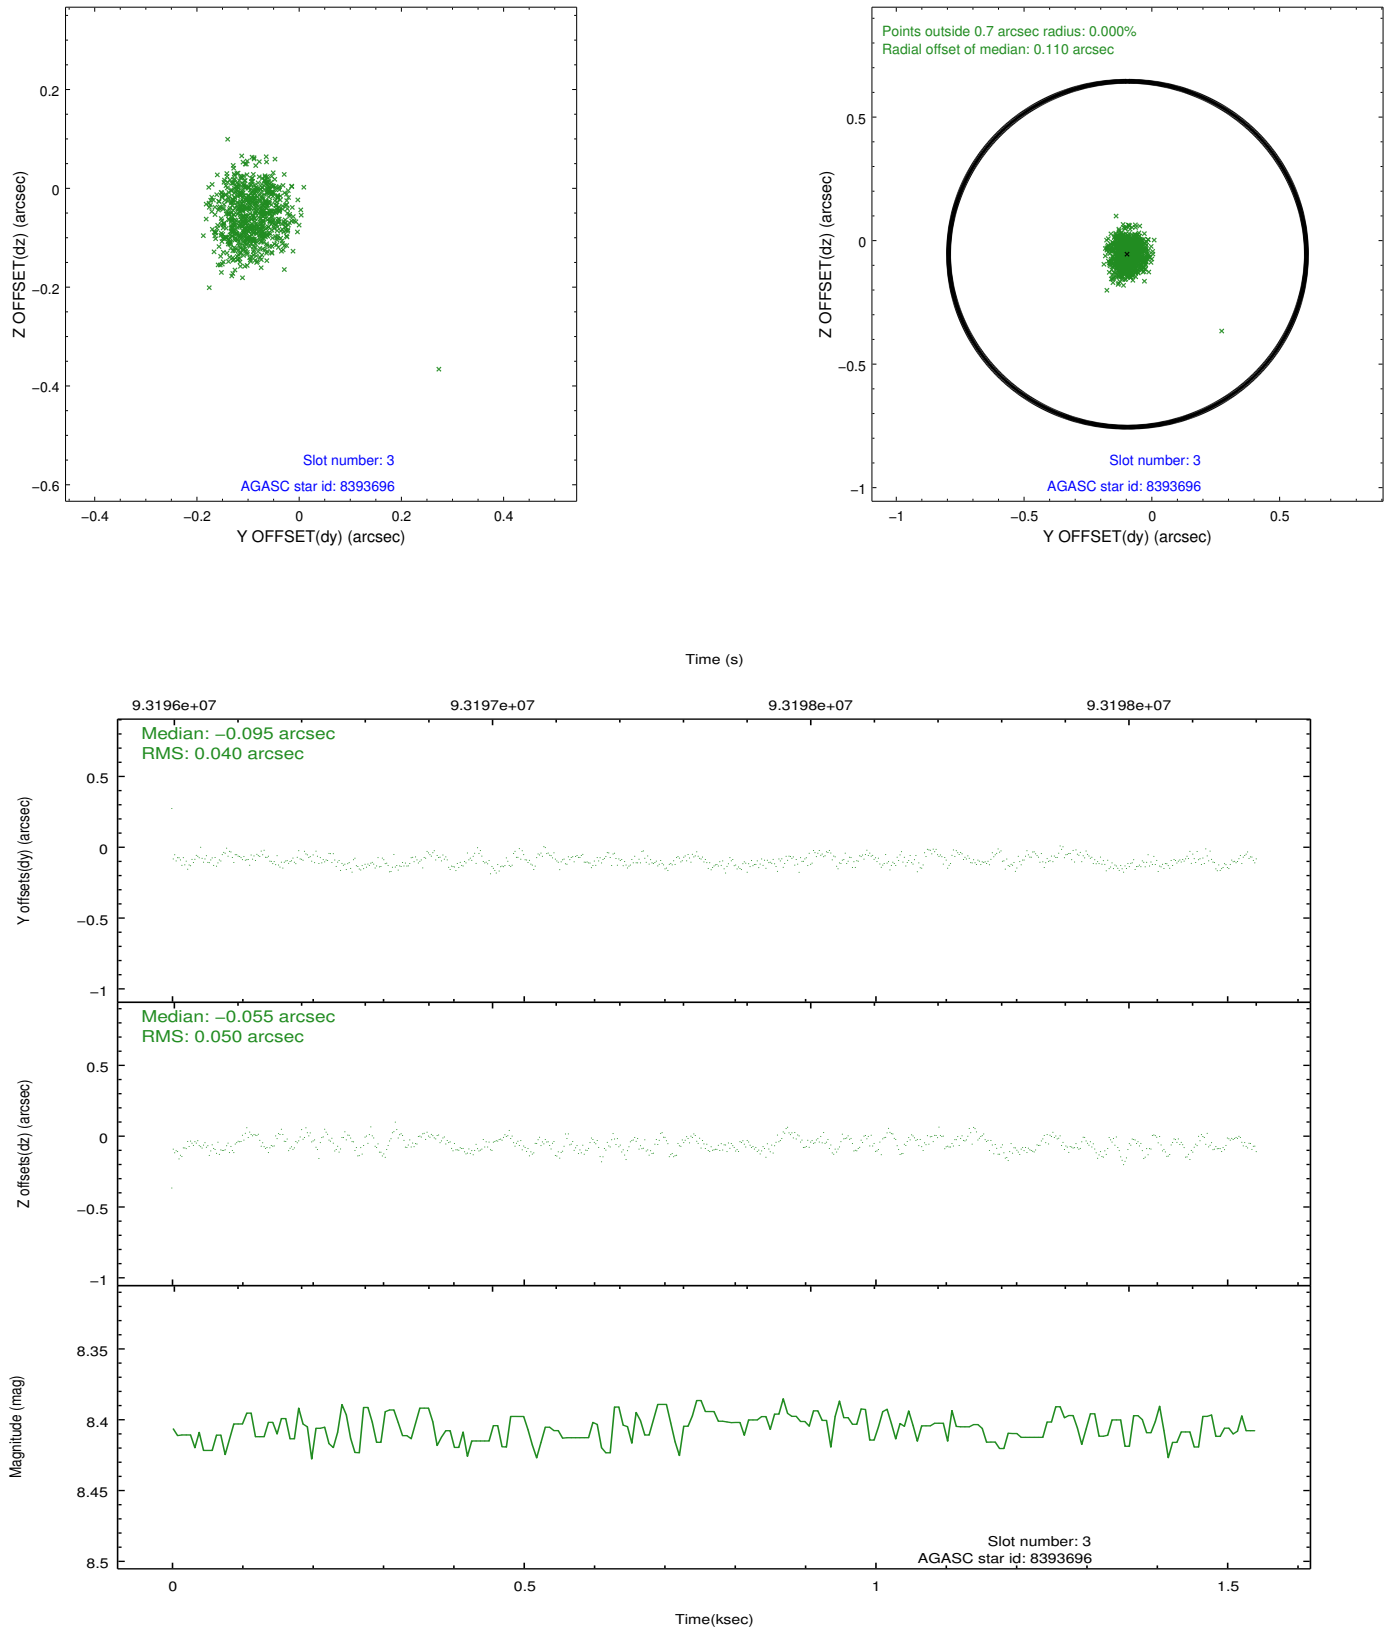 0.2
0
−0.2
−0.4
−0.6
Z OFFSET(dz) (arcsec)
Slot number: 3
AGASC star id: 8393696
−0.4 −0.2 0 0.2 0.4
Y OFFSET(dy) (arcsec)
Points outside 0.7 arcsec radius: 0.000%
Radial offset of median: 0.110 arcsec
0.5
0
−0.5
−1
Z OFFSET(dz) (arcsec)
Slot number: 3
AGASC star id: 8393696
−1 −0.5 0 0.5
Y OFFSET(dy) (arcsec)
Time (s)
9.3196e+07 9.3197e+07 9.3198e+07 9.3198e+07
Median: −0.095 arcsec
RMS: 0.040 arcsec
0.5
0
−0.5
−1
Y offsets(dy) (arcsec)
Median: −0.055 arcsec
RMS: 0.050 arcsec
0.5
0
−0.5
−1
Z offsets(dz) (arcsec)
8.35
8.4
8.45
8.5
Magnitude (mag)
Slot number: 3
AGASC star id: 8393696
0 0.5 1 1.5
Time(ksec)